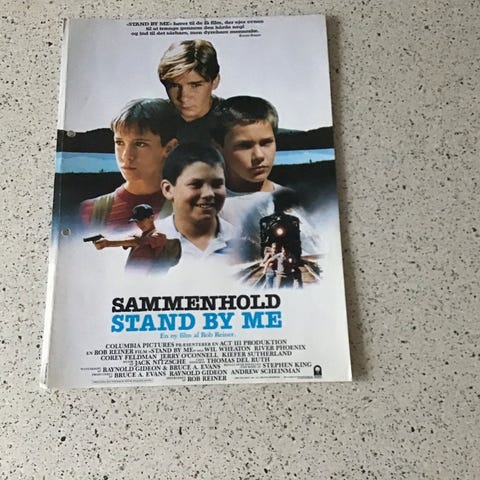 »STAND BY ME« hører til de få film, der ejer evnen
til at trænge gennem den hårde negl
og ind til det sårbare, men dyrebare menneske.
SAMMENHOLD
STAND BY ME
En ny film af Rob Reiner.
COLUMBIA PICTURES PRÆSENTERER EN ACT III PRODUKTION
EN ROB REINER FILM »STAND BY ME« WIL WHEATON RIVER PHOENIX
COREY FELDMAN JERRY O'CONNELL KIEFER SUTHERLAND
JACK NITZSCHE THOMAS DEL RUTH
RAYNOLD GIDEON & BRUCE A. EVANS STEPHEN KING
BRUCE A. EVANS RAYNOLD GIDEON ANDREW SCHEINMAN
ROB REINER